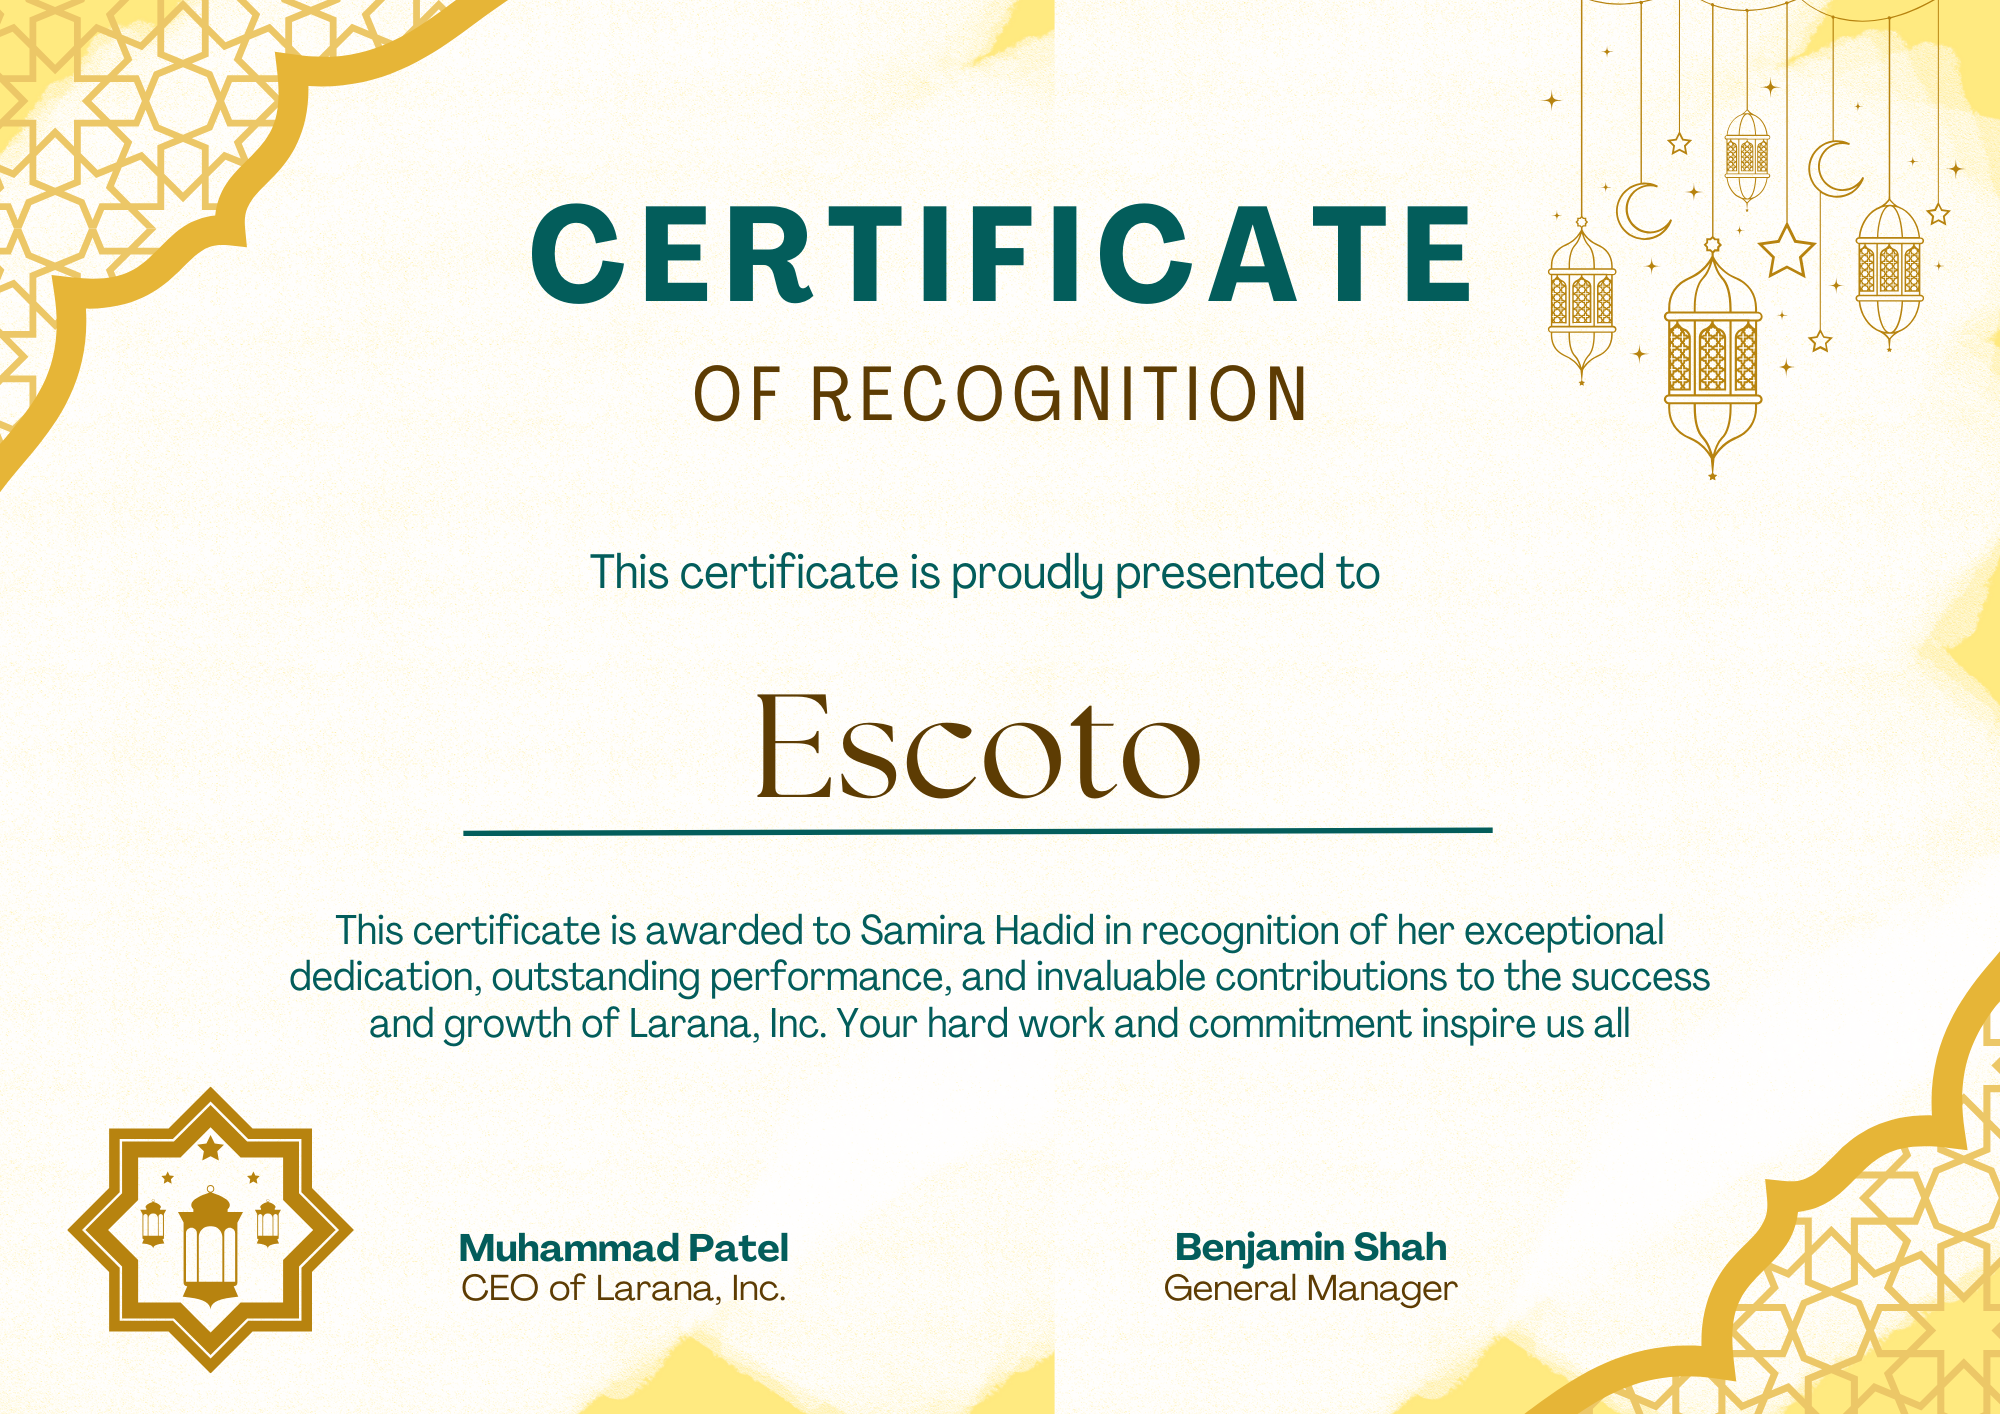 CERTIFICATE
OF RECOGNITION
This certificate is proudly presented to
Escoto
This certificate is awarded to Samira Hadid in recognition of her exceptional
dedication, outstanding performance, and invaluable contributions to the success
and growth of Larana, Inc. Your hard work and commitment inspire us all
Muhammad Patel
CEO of Larana, Inc.
Benjamin Shah
General Manager